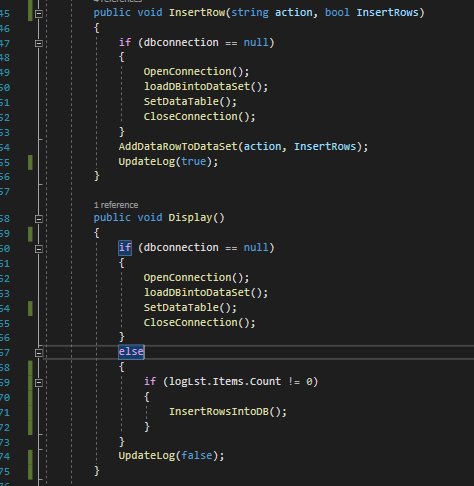 4 references
45 public void InsertRow(string action, bool InsertRows)
46 {
47 if (dbconnection == null)
48 {
49 OpenConnection();
50 loadDBintoDataSet();
51 SetDataTable();
52 CloseConnection();
53 }
54 AddDataRowToDataSet(action, InsertRows);
55 UpdateLog(true);
56 }
57
1 reference
58 public void Display()
59 {
60 if (dbconnection == null)
61 {
62 OpenConnection();
63 loadDBintoDataSet();
64 SetDataTable();
65 CloseConnection();
66 }
67 else
68 {
69 if (logLst.Items.Count != 0)
70 {
71 InsertRowsIntoDB();
72 }
73 }
74 UpdateLog(false);
75 }